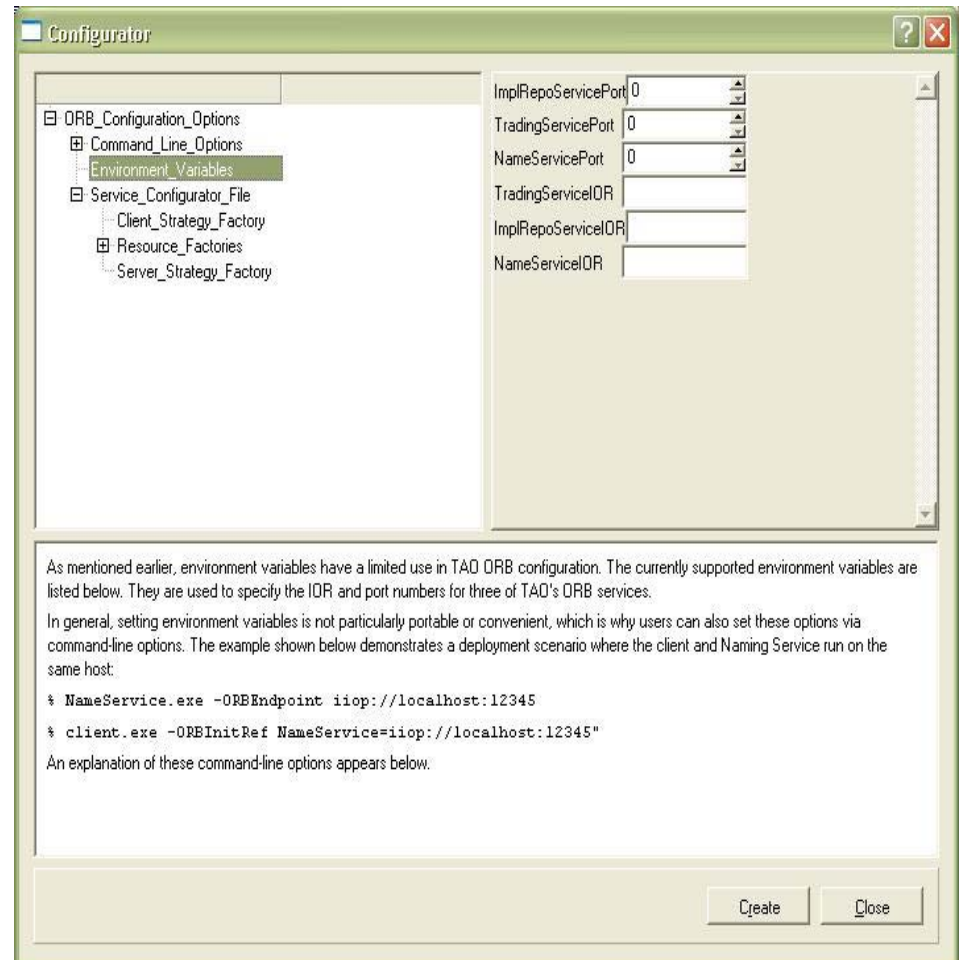 Configurator
ORB_Configuration_Options
Command_Line_Options
Environment_Variables
Service_Configurator_File
Client_Strategy_Factory
Resource_Factories
Server_Strategy_Factory
ImplRepoServicePort 0
TradingServicePort 0
NameServicePort 0
TradingServiceIOR
ImplRepoServiceIOR
NameServiceIOR
As mentioned earlier, environment variables have a limited use in TAO ORB configuration. The currently supported environment variables are
listed below. They are used to specify the IOR and port numbers for three of TAO's ORB services.
In general, setting environment variables is not particularly portable or convenient, which is why users can also set these options via
command-line options. The example shown below demonstrates a deployment scenario where the client and Naming Service run on the
same host:
% NameService.exe -ORBEndpoint iiop://localhost:12345
% client.exe -ORBInitRef NameService=iiop://localhost:12345"
An explanation of these command-line options appears below.
Create Close